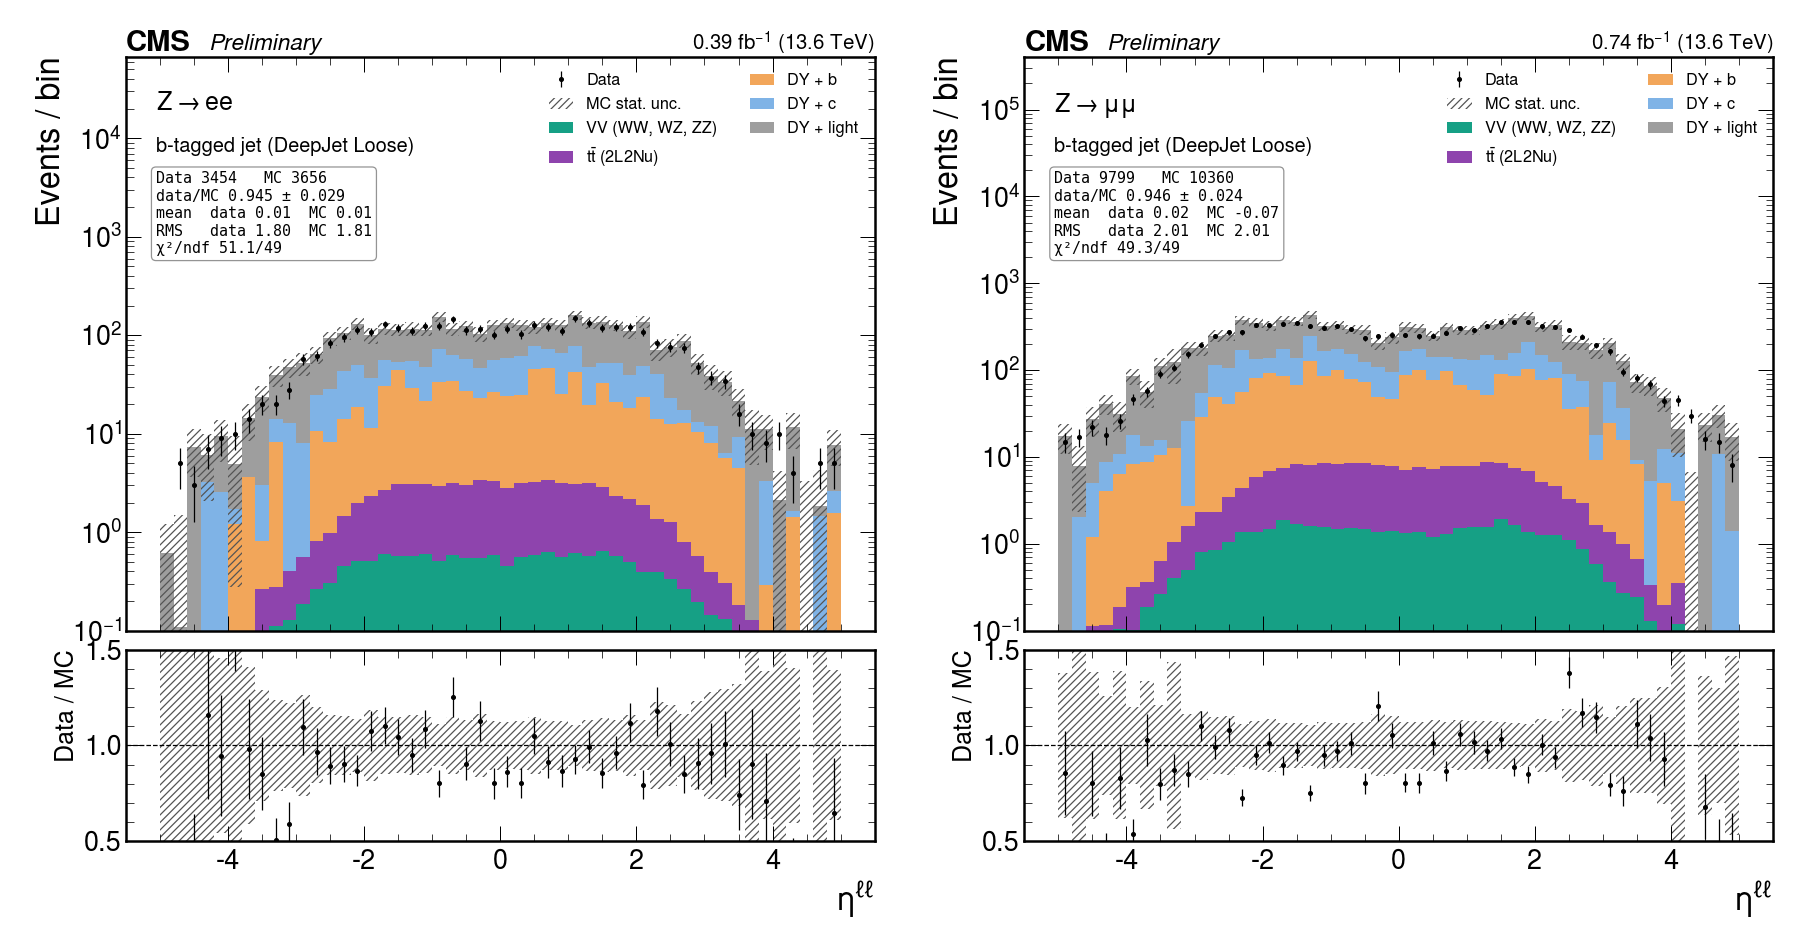 CMS Preliminary 0.39 fb⁻¹ (13.6 TeV)
Events / bin
Z → ee
b-tagged jet (DeepJet Loose)
Data 3454   MC 3656
data/MC 0.945 ± 0.029
mean  data 0.01  MC 0.01
RMS   data 1.80  MC 1.81
χ²/ndf 51.1/49
Data
MC stat. unc.
VV (WW, WZ, ZZ)
tt̄ (2L2Nu)
DY + b
DY + c
DY + light
10⁴
10³
10²
10¹
10⁰
10⁻¹
Data / MC
1.5
1.0
0.5
-4 -2 0 2 4
η^ℓℓ
CMS Preliminary 0.74 fb⁻¹ (13.6 TeV)
Events / bin
Z → μμ
b-tagged jet (DeepJet Loose)
Data 9799   MC 10360
data/MC 0.946 ± 0.024
mean  data 0.02  MC -0.07
RMS   data 2.01  MC 2.01
χ²/ndf 49.3/49
Data
MC stat. unc.
VV (WW, WZ, ZZ)
tt̄ (2L2Nu)
DY + b
DY + c
DY + light
10⁵
10⁴
10³
10²
10¹
10⁰
10⁻¹
Data / MC
1.5
1.0
0.5
-4 -2 0 2 4
η^ℓℓ